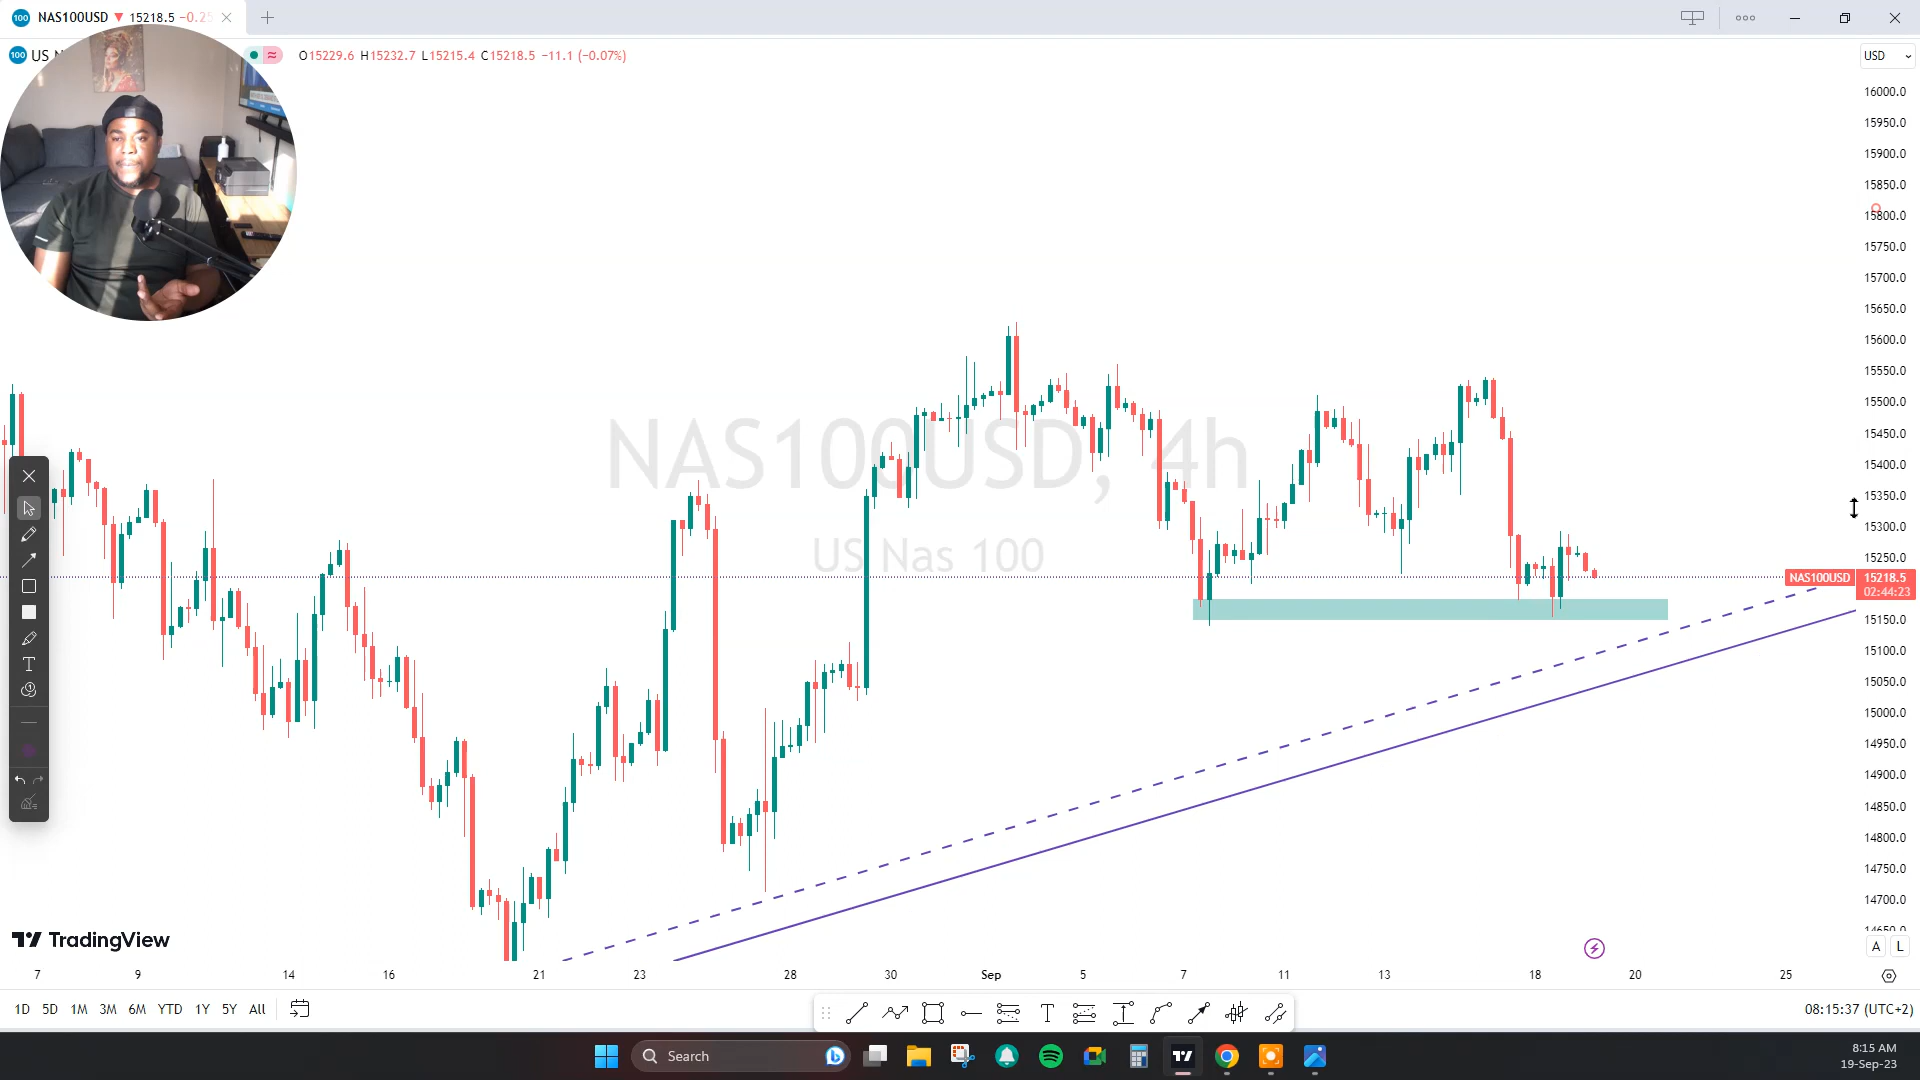 NAS100USD ▼ 15218.5 −0.2
US
O15229.6 H15232.7 L15215.4 C15218.5 −11.1 (−0.07%)
USD
16000.0
15950.0
15900.0
15850.0
15800.0
15750.0
15700.0
15650.0
15600.0
15550.0
15500.0
15450.0
15400.0
15350.0
15300.0
15250.0
NAS100USD 15218.5
02:44:23
15150.0
15100.0
15050.0
15000.0
14950.0
14900.0
14850.0
14800.0
14750.0
14700.0
14650.0
NAS100USD, 4h
US Nas 100
TradingView
A L
7 9 14 16 21 23 28 30 Sep 5 7 11 13 18 20 25
1D 5D 1M 3M 6M YTD 1Y 5Y All
08:15:37 (UTC+2)
Search
8:15 AM
19-Sep-23